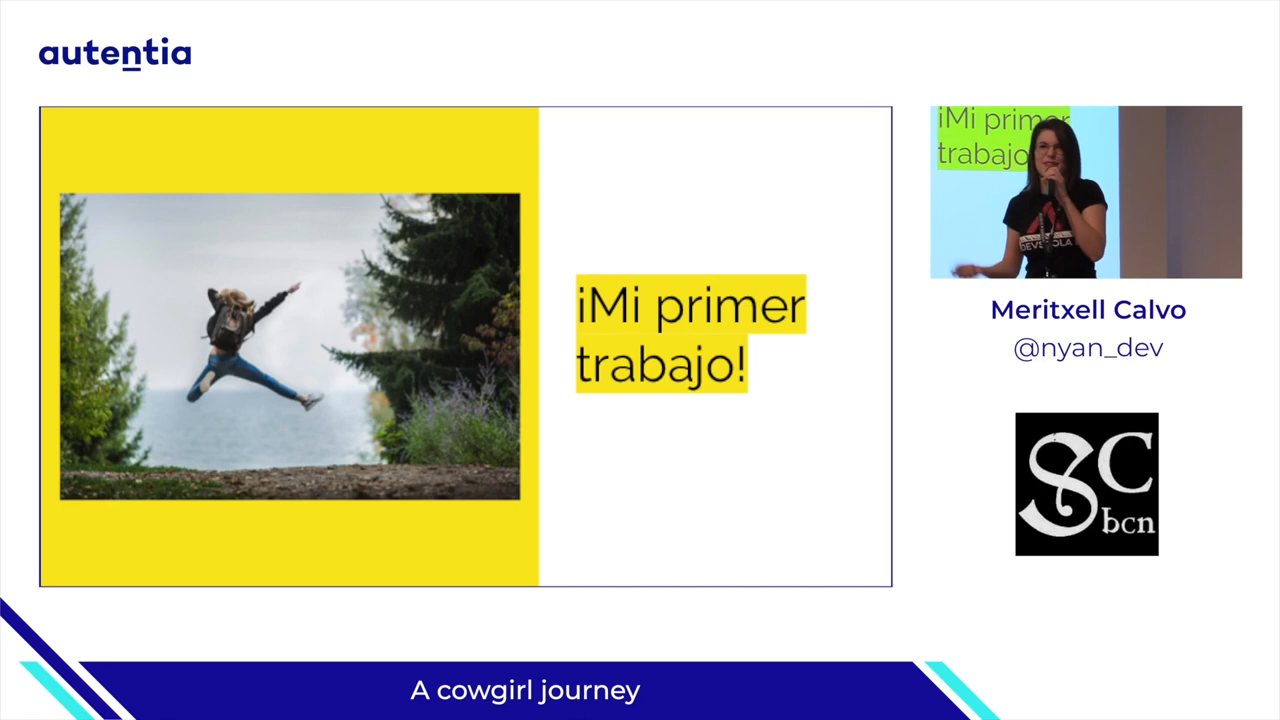 autentia
¡Mi primer
trabajo!
¡Mi primer
trabajo
Meritxell Calvo
@nyan_dev
SC
bcn
A cowgirl journey